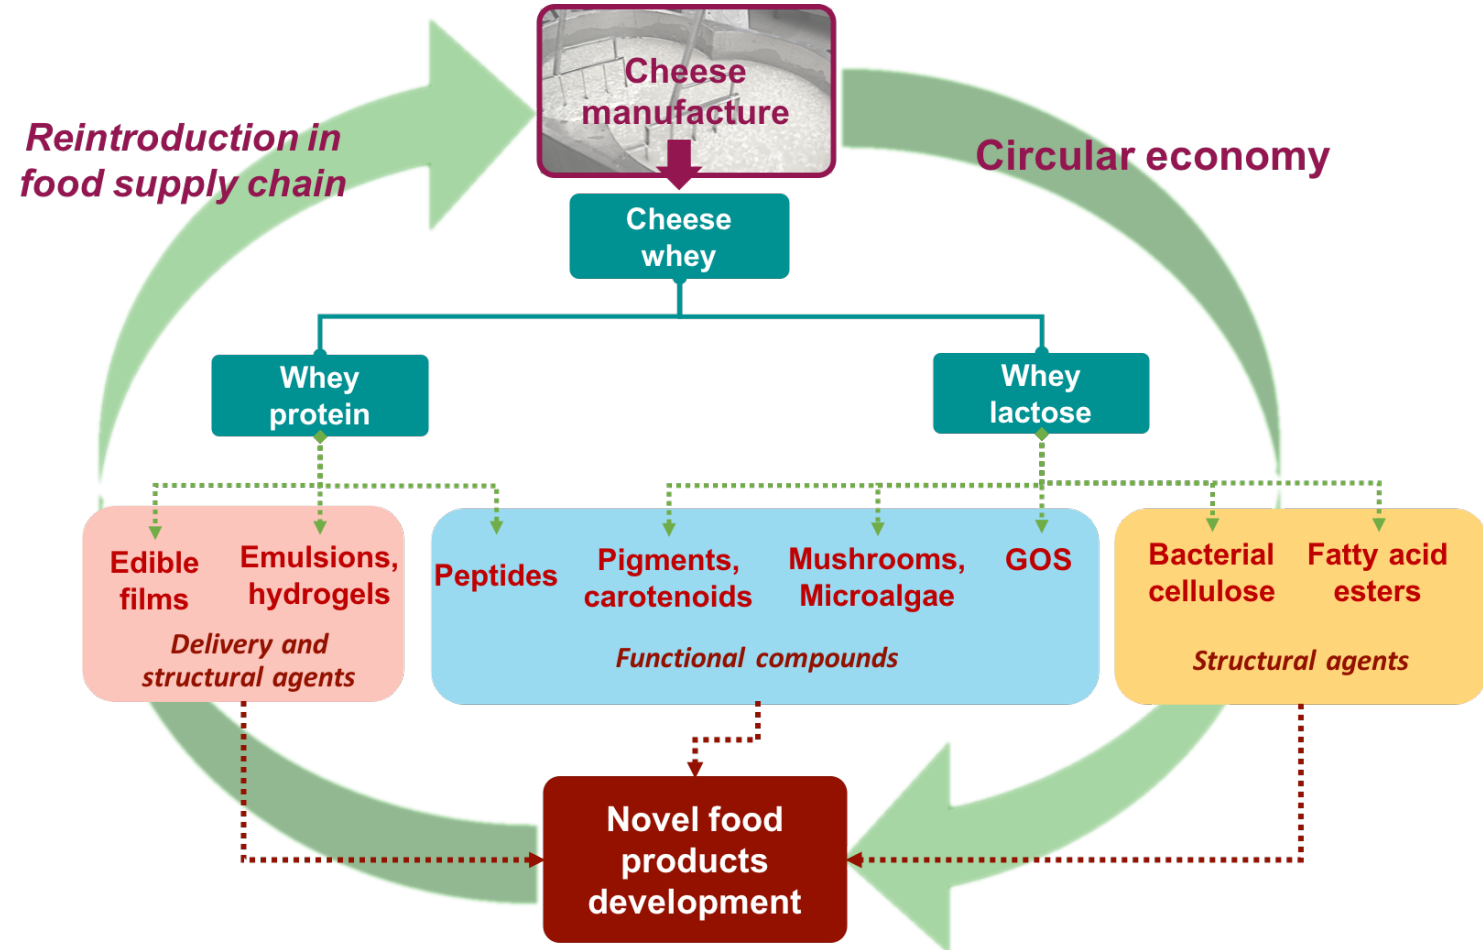 Cheese
manufacture
Reintroduction in
food supply chain
Circular economy
Cheese
whey
Whey
protein
Whey
lactose
Edible
films
Emulsions,
hydrogels
Delivery and
structural agents
Peptides
Pigments,
carotenoids
Mushrooms,
Microalgae
GOS
Functional compounds
Bacterial
cellulose
Fatty acid
esters
Structural agents
Novel food
products
development